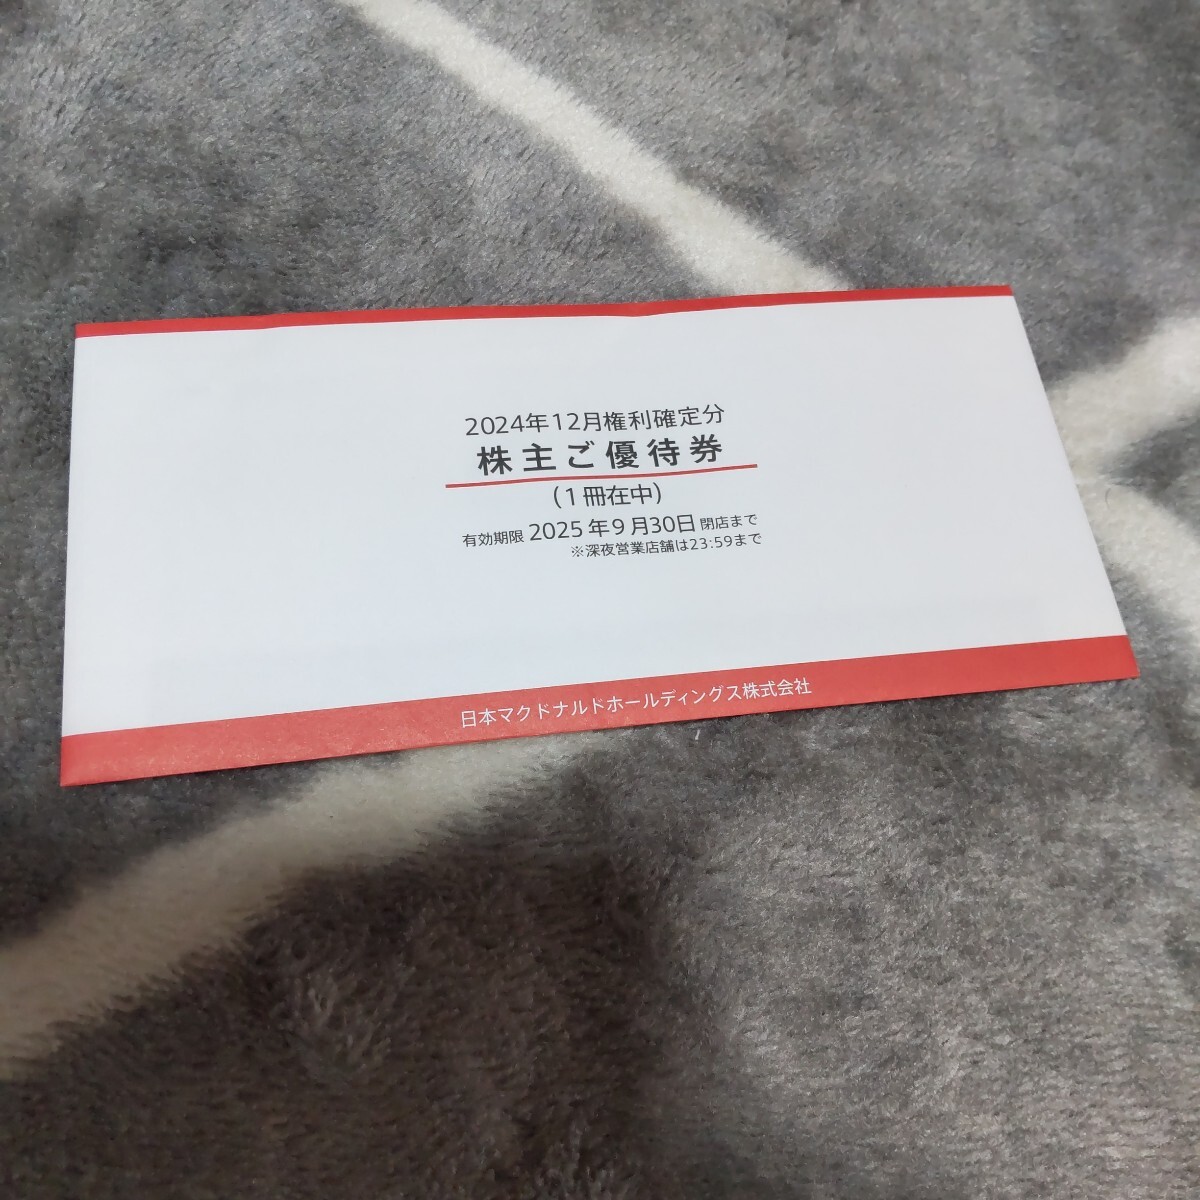 2024年12月権利確定分
株主ご優待券
(1冊在中)
有効期限 2025年9月30日 閉店まで
※深夜営業店舗は23:59まで
日本マクドナルドホールディングス株式会社